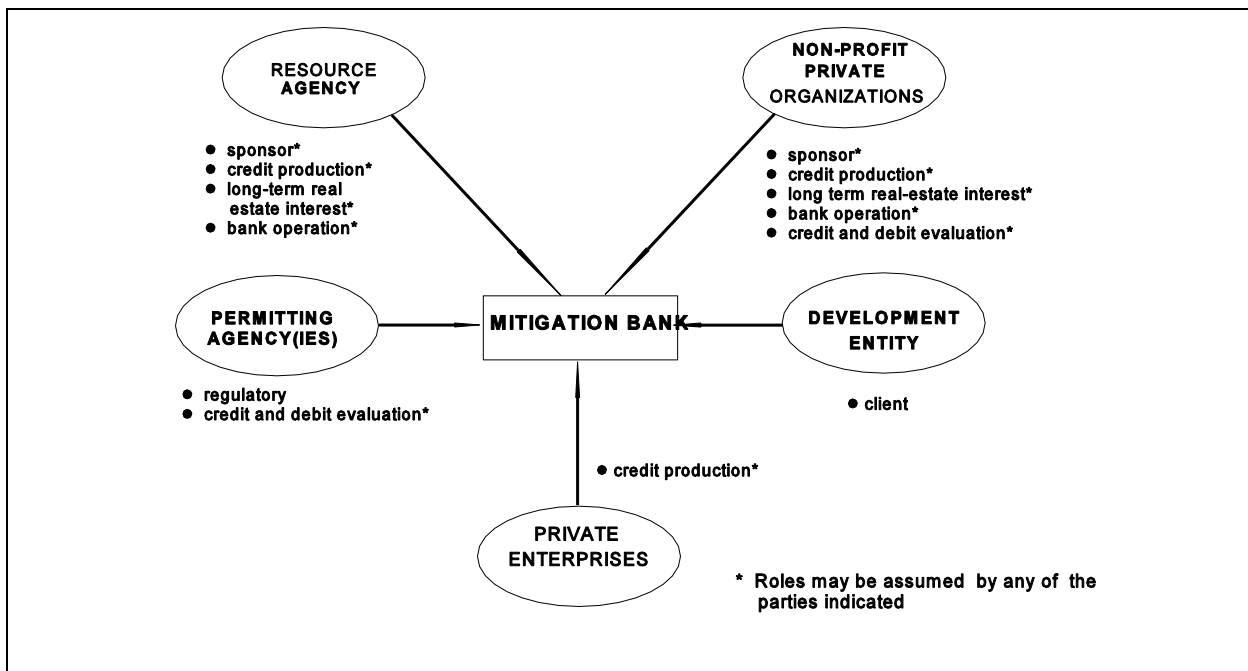 RESOURCE
AGENCY
● sponsor*
● credit production*
● long-term real
estate interest*
● bank operation*
NON-PROFIT
PRIVATE
ORGANIZATIONS
● sponsor*
● credit production*
● long term real-estate interest*
● bank operation*
● credit and debit evaluation*
PERMITTING
AGENCY(IES)
● regulatory
● credit and debit evaluation*
MITIGATION BANK
DEVELOPMENT
ENTITY
● client
● credit production*
PRIVATE
ENTERPRISES
* Roles may be assumed by any of the
parties indicated